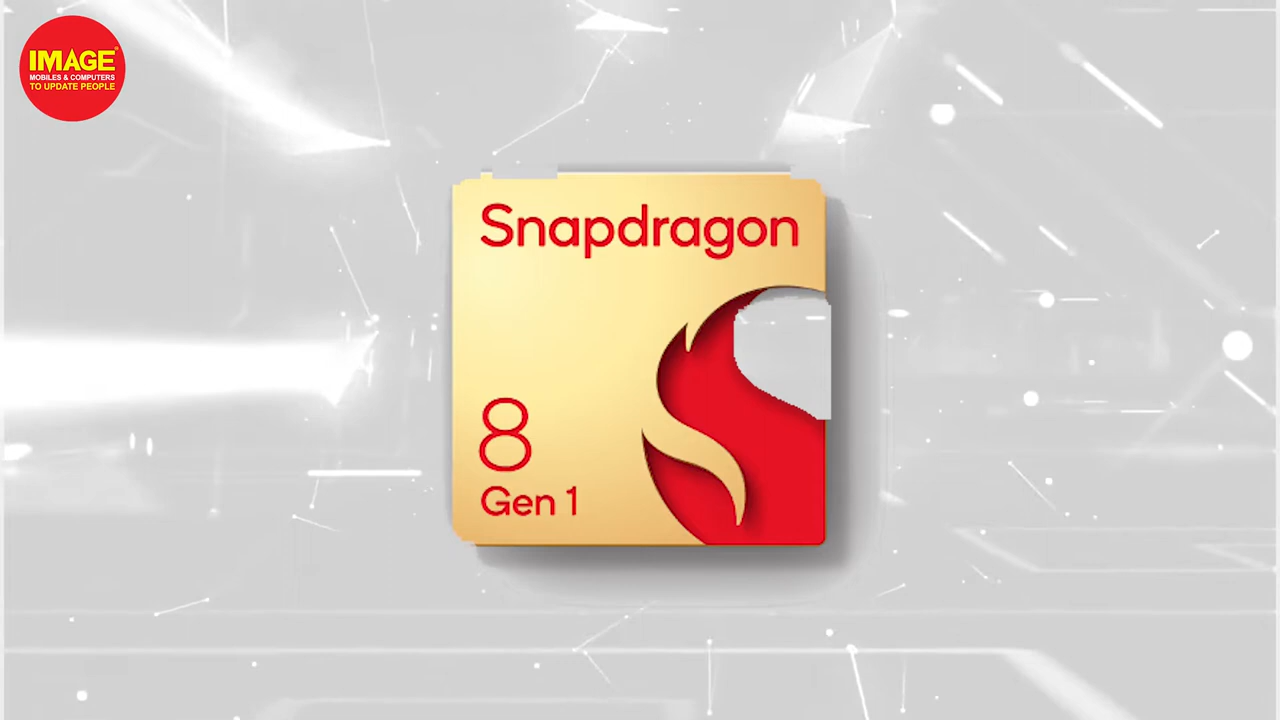 IMAGE
MOBILES & COMPUTERS
TO UPDATE PEOPLE
Snapdragon
8
Gen 1